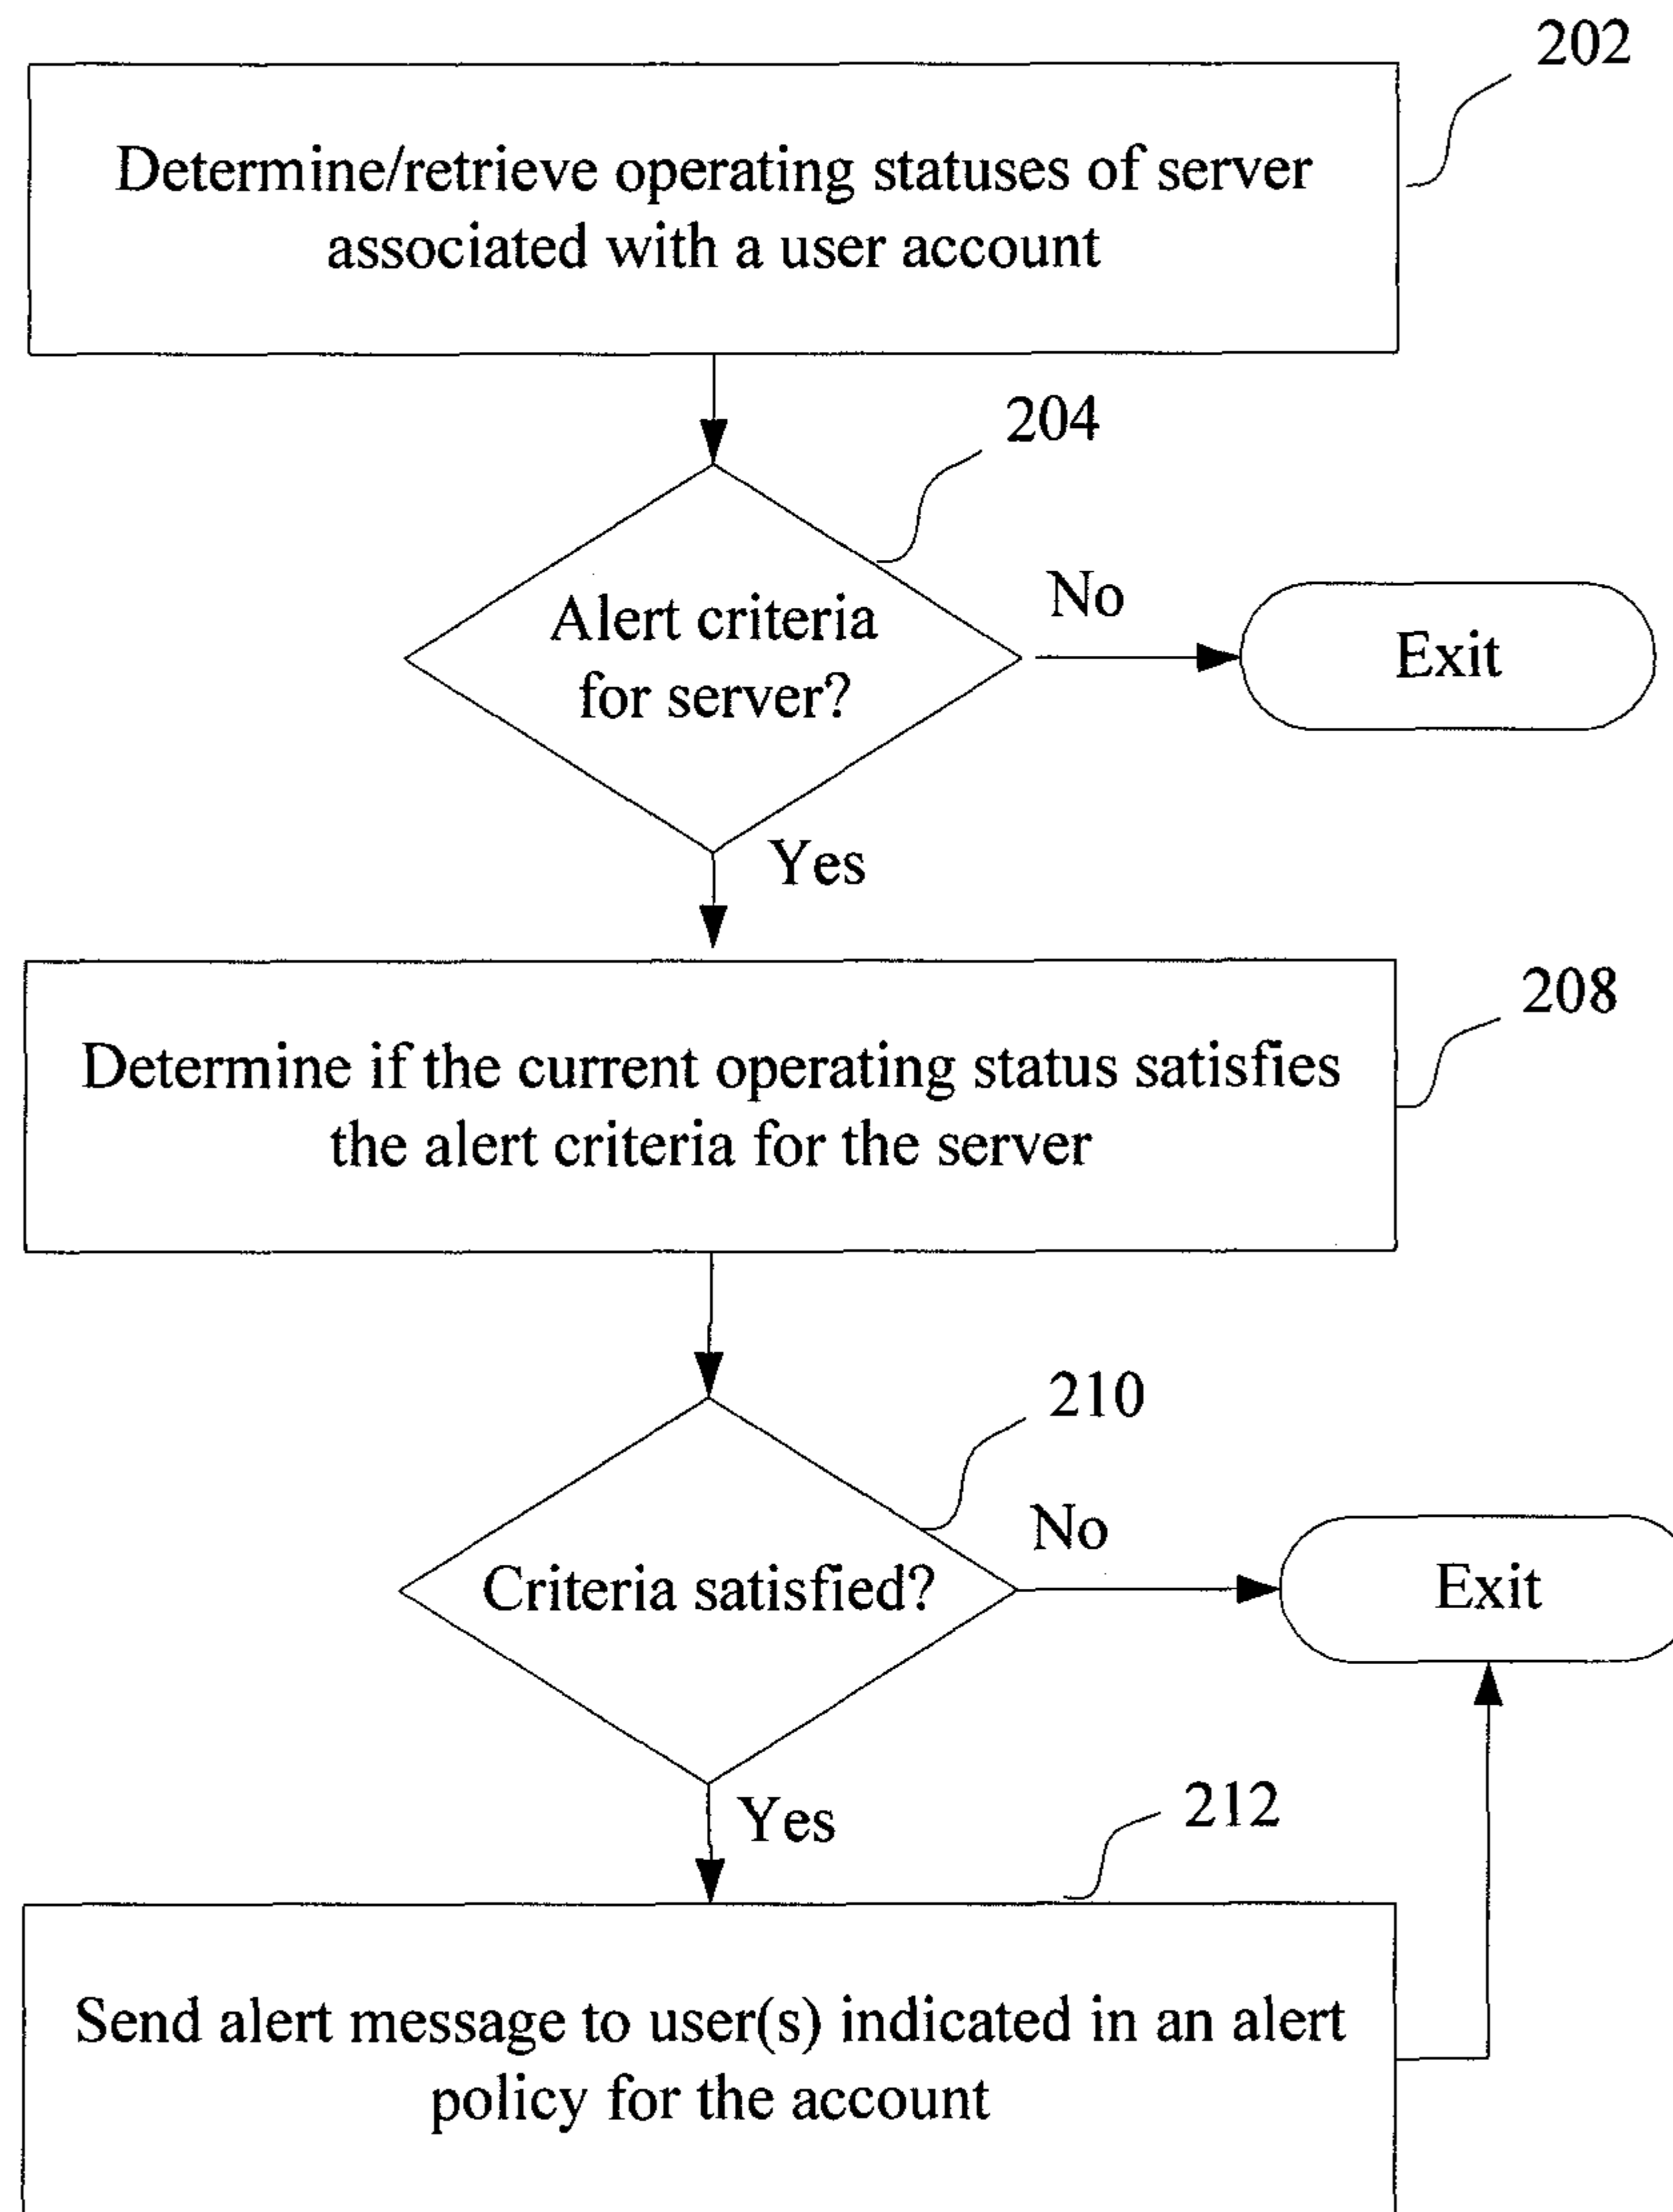 202
Determine/retrieve operating statuses of server
associated with a user account
204
Alert criteria
for server?
No
Exit
Yes
208
Determine if the current operating status satisfies
the alert criteria for the server
210
Criteria satisfied?
No
Exit
Yes
212
Send alert message to user(s) indicated in an alert
policy for the account